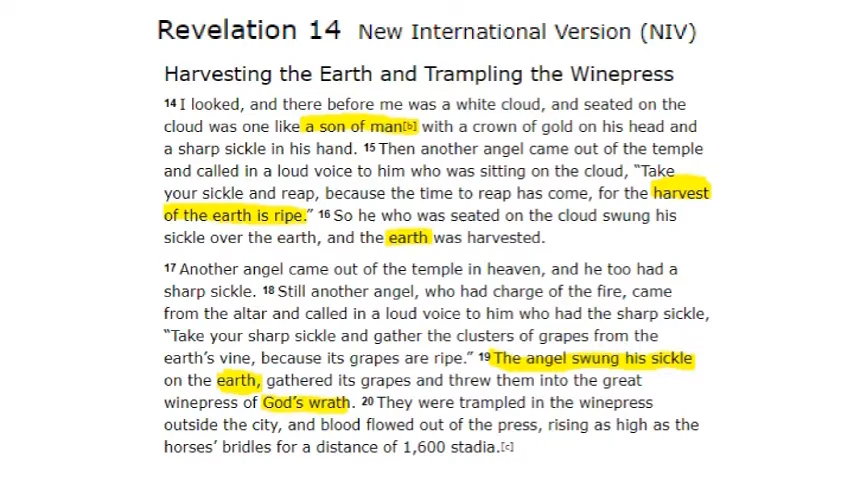 Revelation 14 New International Version (NIV)
Harvesting the Earth and Trampling the Winepress
14 I looked, and there before me was a white cloud, and seated on the
cloud was one like a son of man[b] with a crown of gold on his head and
a sharp sickle in his hand. 15 Then another angel came out of the temple
and called in a loud voice to him who was sitting on the cloud, “Take
your sickle and reap, because the time to reap has come, for the harvest
of the earth is ripe.” 16 So he who was seated on the cloud swung his
sickle over the earth, and the earth was harvested.
17 Another angel came out of the temple in heaven, and he too had a
sharp sickle. 18 Still another angel, who had charge of the fire, came
from the altar and called in a loud voice to him who had the sharp sickle,
“Take your sharp sickle and gather the clusters of grapes from the
earth’s vine, because its grapes are ripe.” 19 The angel swung his sickle
on the earth, gathered its grapes and threw them into the great
winepress of God’s wrath. 20 They were trampled in the winepress
outside the city, and blood flowed out of the press, rising as high as the
horses’ bridles for a distance of 1,600 stadia.[c]